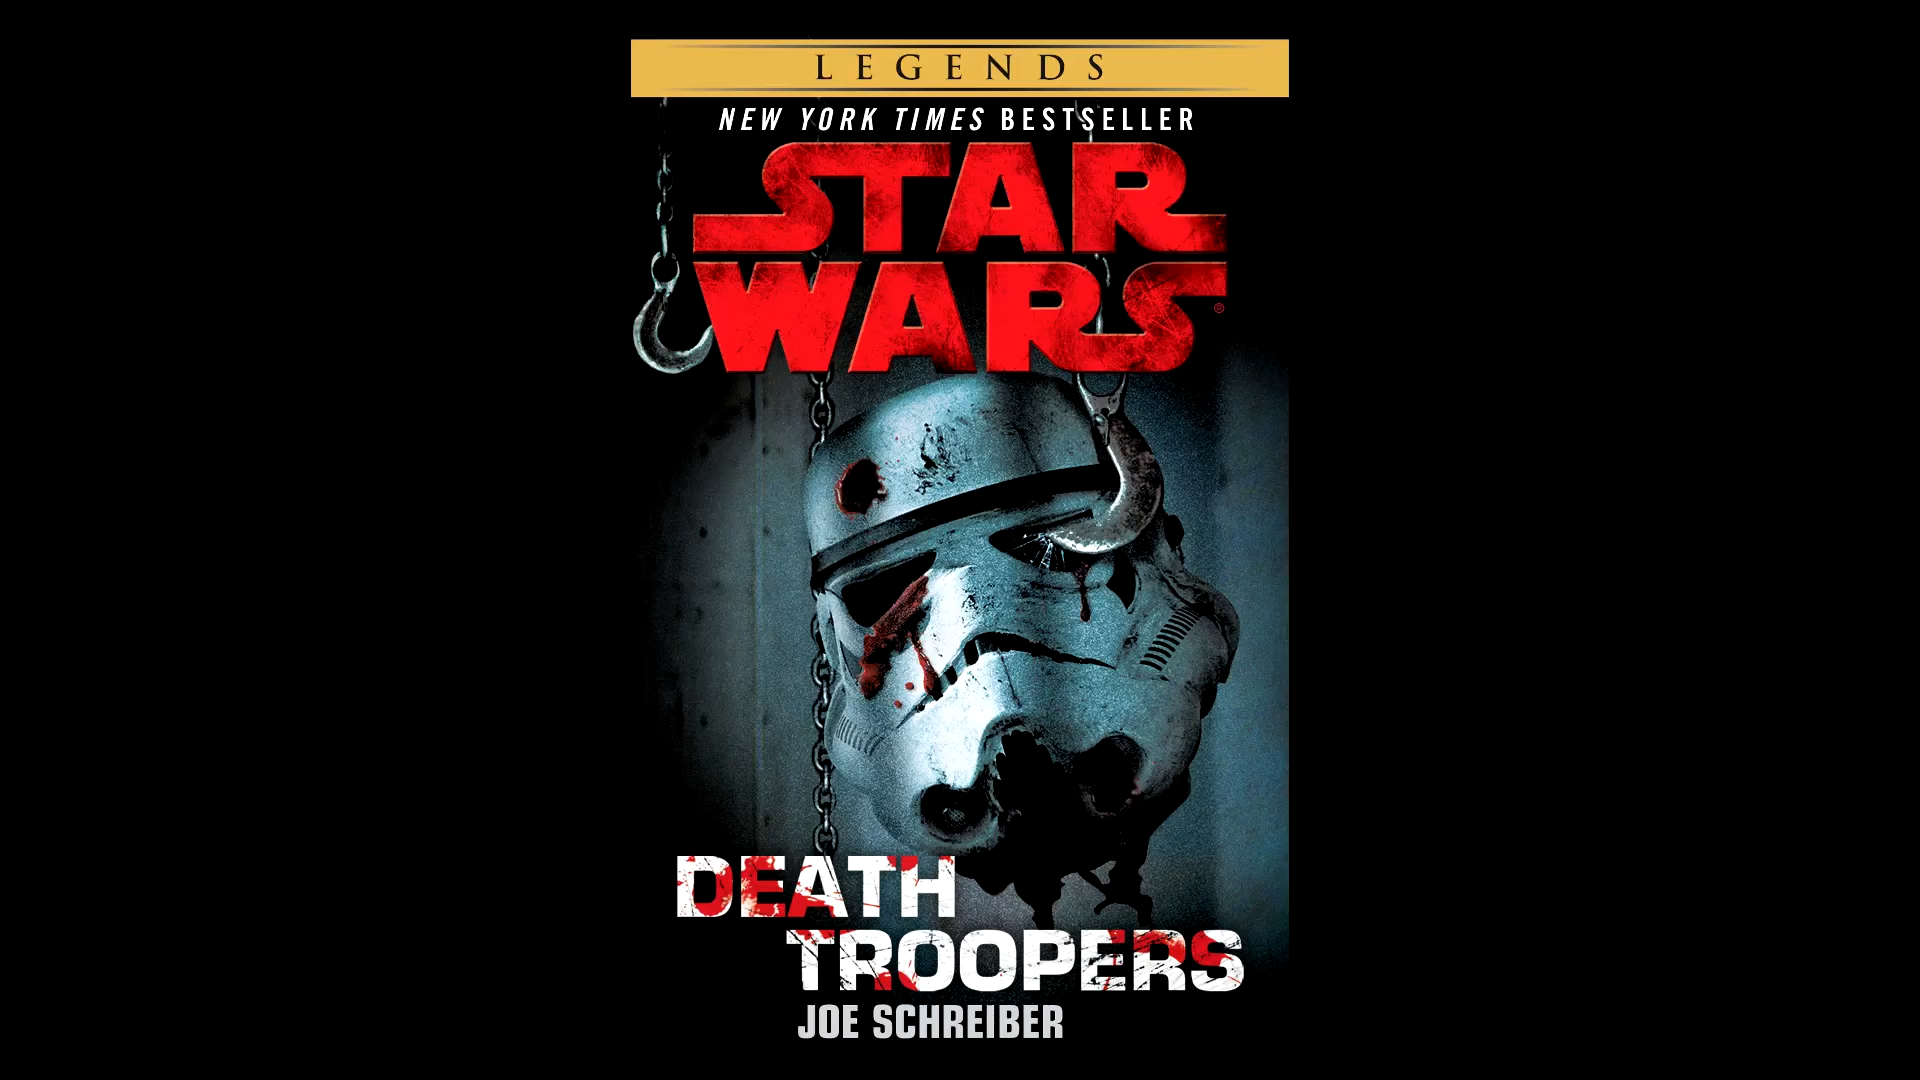 LEGENDS
NEW YORK TIMES BESTSELLER
STAR
WARS®
DEATH
TROOPERS
JOE SCHREIBER